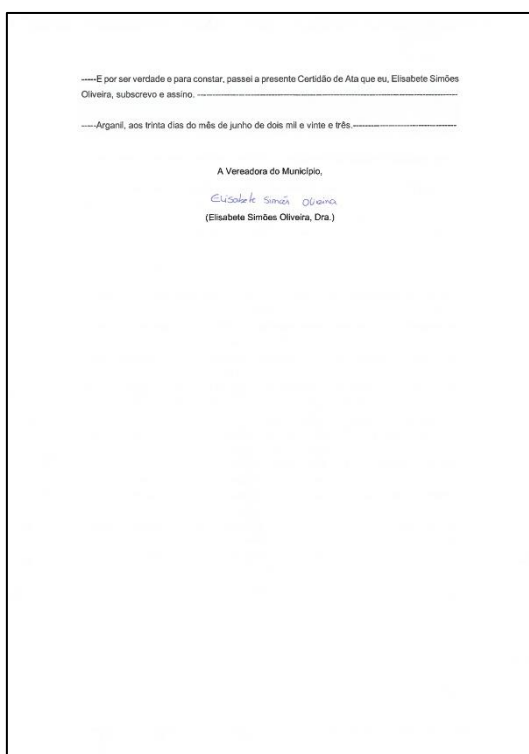 -----E por ser verdade e para constar, passei a presente Certidão de Ata que eu, Elisabete Simões
Oliveira, subscrevo e assino. --------------------------------------------------------------------------------
-----Arganil, aos trinta dias do mês de junho de dois mil e vinte e três.--------------------------------
A Vereadora do Município,
Elisabete Simões Oliveira
(Elisabete Simões Oliveira, Dra.)